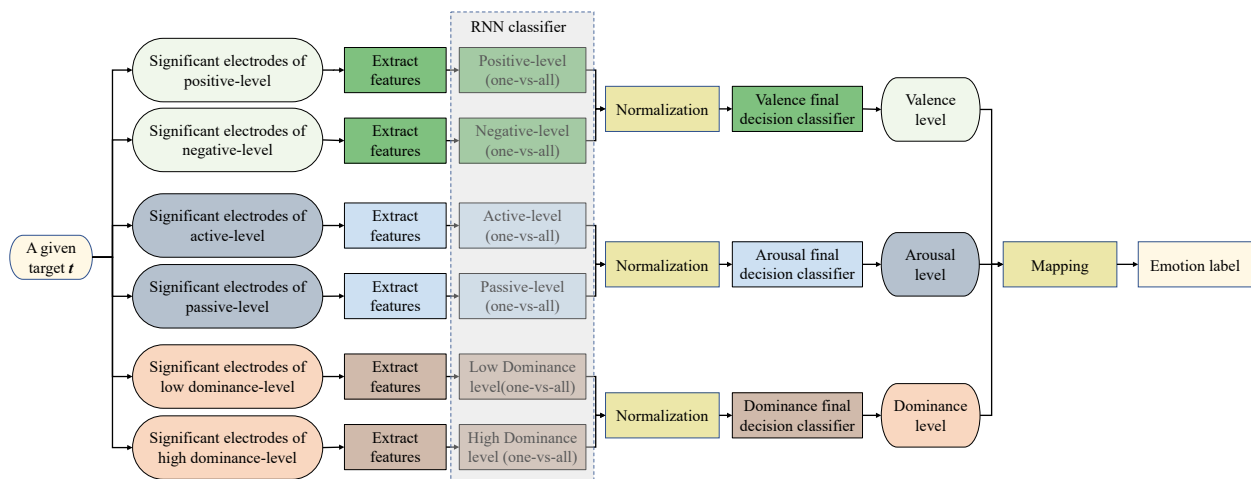 RNN classifier
Significant electrodes of
positive-level
Extract
features
Positive-level
(one-vs-all)
Significant electrodes of
negative-level
Extract
features
Negative-level
(one-vs-all)
Normalization
Valence final
decision classifier
Valence
level
A given
target t
Significant electrodes of
active-level
Extract
features
Active-level
(one-vs-all)
Significant electrodes of
passive-level
Extract
features
Passive-level
(one-vs-all)
Normalization
Arousal final
decision classifier
Arousal
level
Mapping
Emotion label
Significant electrodes of
low dominance-level
Extract
features
Low Dominance
level(one-vs-all)
Significant electrodes of
high dominance-level
Extract
features
High Dominance
level (one-vs-all)
Normalization
Dominance final
decision classifier
Dominance
level